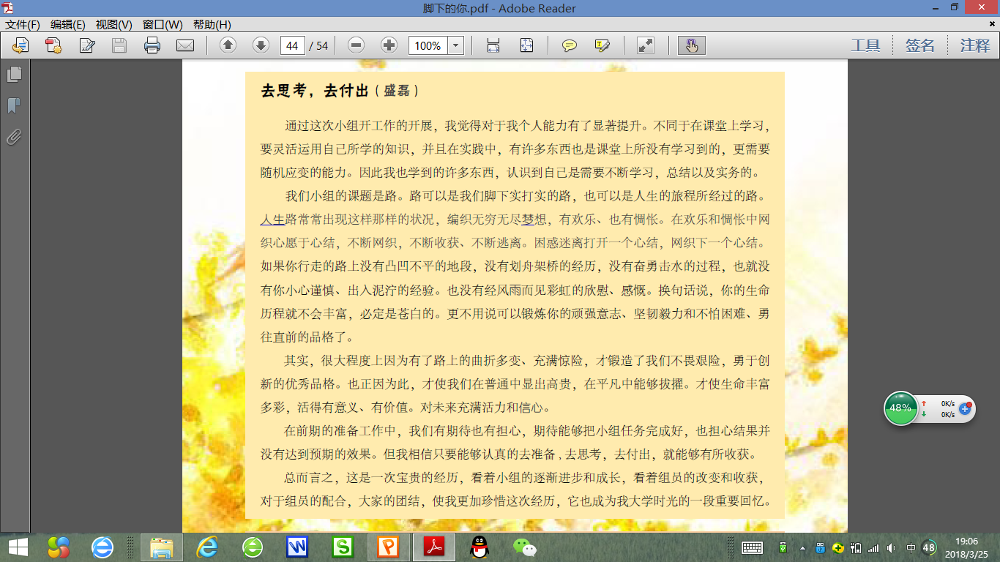 脚下的你.pdf - Adobe Reader
文件(F) 编辑(E) 视图(V) 窗口(W) 帮助(H)
44 / 54 100% 工具 签名 注释
去思考，去付出（盛磊）
通过这次小组开工作的开展，我觉得对于我个人能力有了显著提升。不同于在课堂上学习，
要灵活运用自己所学的知识，并且在实践中，有许多东西也是课堂上所没有学习到的，更需要
随机应变的能力。因此我也学到的许多东西，认识到自己是需要不断学习，总结以及实务的。
我们小组的课题是路。路可以是我们脚下实打实的路，也可以是人生的旅程所经过的路。
人生路常常出现这样那样的状况，编织无穷无尽梦想，有欢乐、也有惆怅。在欢乐和惆怅中网
织心愿于心结，不断网织，不断收获、不断逃离。困惑迷离打开一个心结，网织下一个心结。
如果你行走的路上没有凸凹不平的地段，没有划舟架桥的经历，没有奋勇击水的过程，也就没
有你小心谨慎、出入泥泞的经验。也没有经风雨而见彩虹的欣慰、感慨。换句话说，你的生命
历程就不会丰富，必定是苍白的。更不用说可以锻炼你的顽强意志、坚韧毅力和不怕困难、勇
往直前的品格了。
其实，很大程度上因为有了路上的曲折多变、充满惊险，才锻造了我们不畏艰险，勇于创
新的优秀品格。也正因为此，才使我们在普通中显出高贵，在平凡中能够拔擢。才使生命丰富
多彩，活得有意义、有价值。对未来充满活力和信心。
在前期的准备工作中，我们有期待也有担心，期待能够把小组任务完成好，也担心结果并
没有达到预期的效果。但我相信只要能够认真的去准备,去思考，去付出，就能够有所收获。
总而言之，这是一次宝贵的经历，看着小组的逐渐进步和成长，看着组员的改变和收获，
对于组员的配合，大家的团结，使我更加珍惜这次经历，它也成为我大学时光的一段重要回忆。
48% 0K/s
0K/s
中 48 19:06
2018/3/25